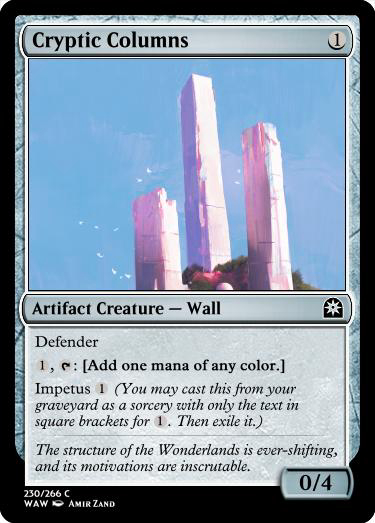 Cryptic Columns 1
Artifact Creature — Wall
Defender
1, T: [Add one mana of any color.]
Impetus 1 (You may cast this from your
graveyard as a sorcery with only the text in
square brackets for 1. Then exile it.)
The structure of the Wonderlands is ever-shifting,
and its motivations are inscrutable.
0/4
230/266 C
WAW Amir Zand